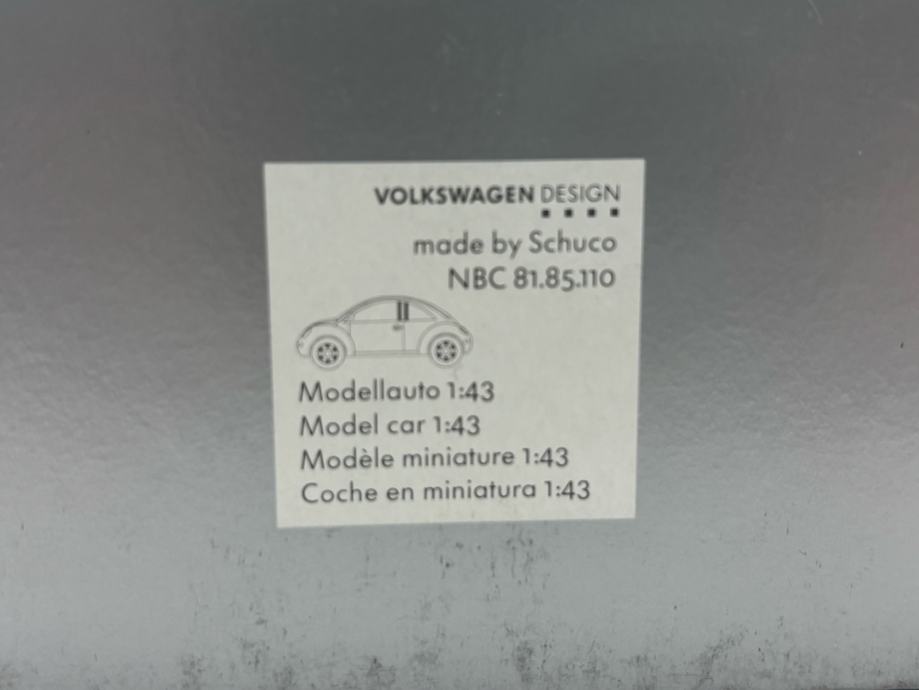 VOLKSWAGEN DESIGN
made by Schuco
NBC 81.85.110
Modellauto 1:43
Model car 1:43
Modèle miniature 1:43
Coche en miniatura 1:43